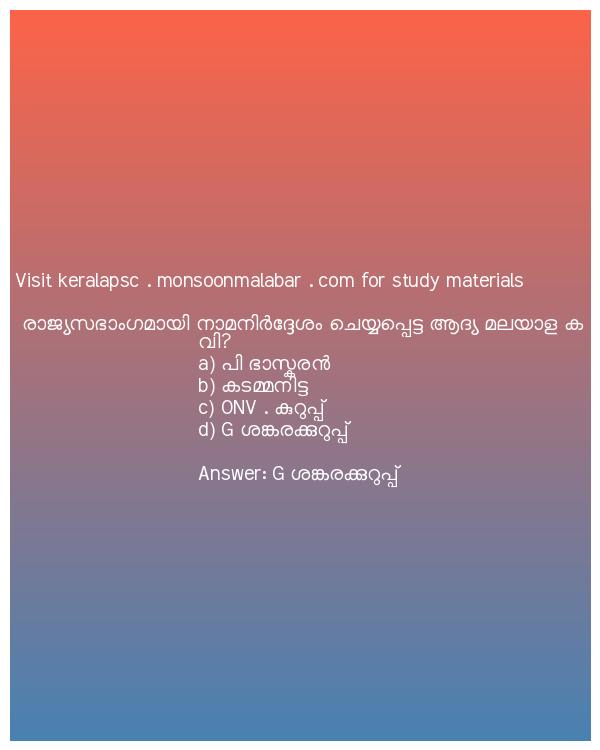 Visit keralapsc . monsoonmalabar . com for study materials
രാജ്യസഭാംഗമായി നാമനിർദ്ദേശം ചെയ്യപ്പെട്ട ആദ്യ മലയാള ക
വി?
a) പി ഭാസ്കരൻ
b) കടമ്മനിട്ട
c) ONV . കുറുപ്പ്
d) G ശങ്കരക്കുറുപ്പ്
Answer: G ശങ്കരക്കുറുപ്പ്